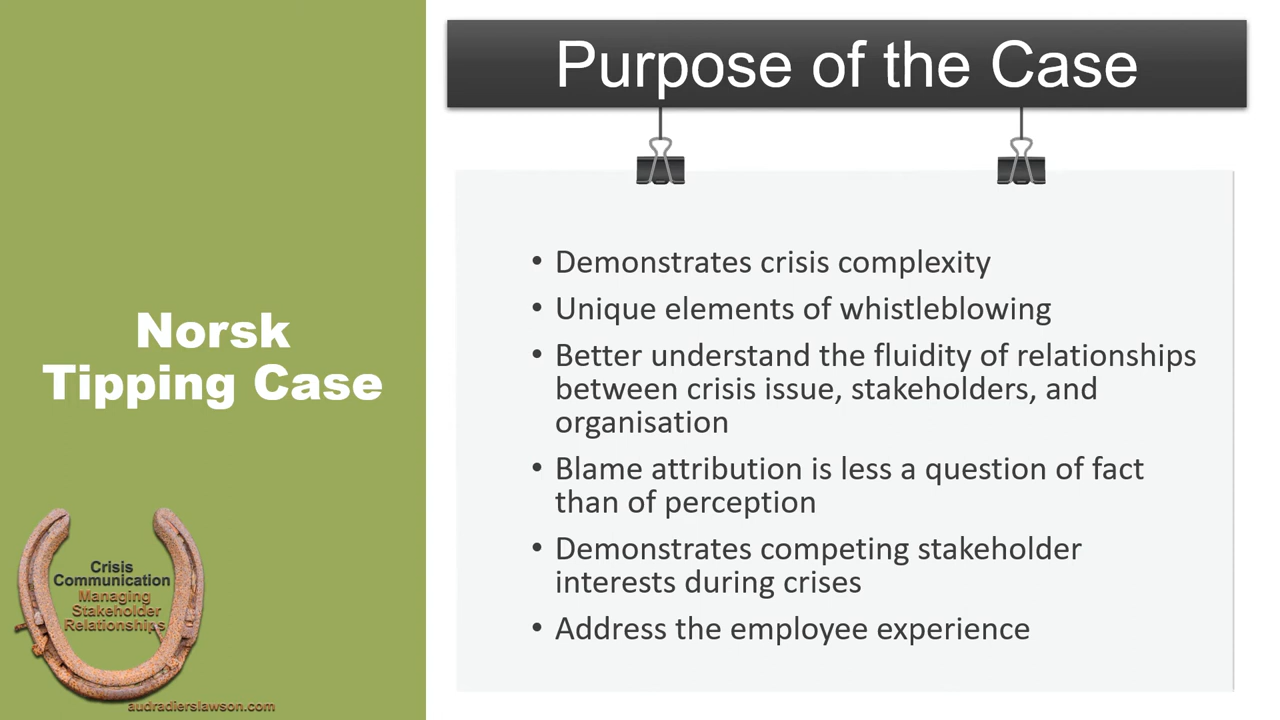 Purpose of the Case
Norsk
Tipping Case
• Demonstrates crisis complexity
• Unique elements of whistleblowing
• Better understand the fluidity of relationships
between crisis issue, stakeholders, and
organisation
• Blame attribution is less a question of fact
than of perception
• Demonstrates competing stakeholder
interests during crises
• Address the employee experience
Crisis
Communication
Managing
Stakeholder
Relationships
audradierslawson.com